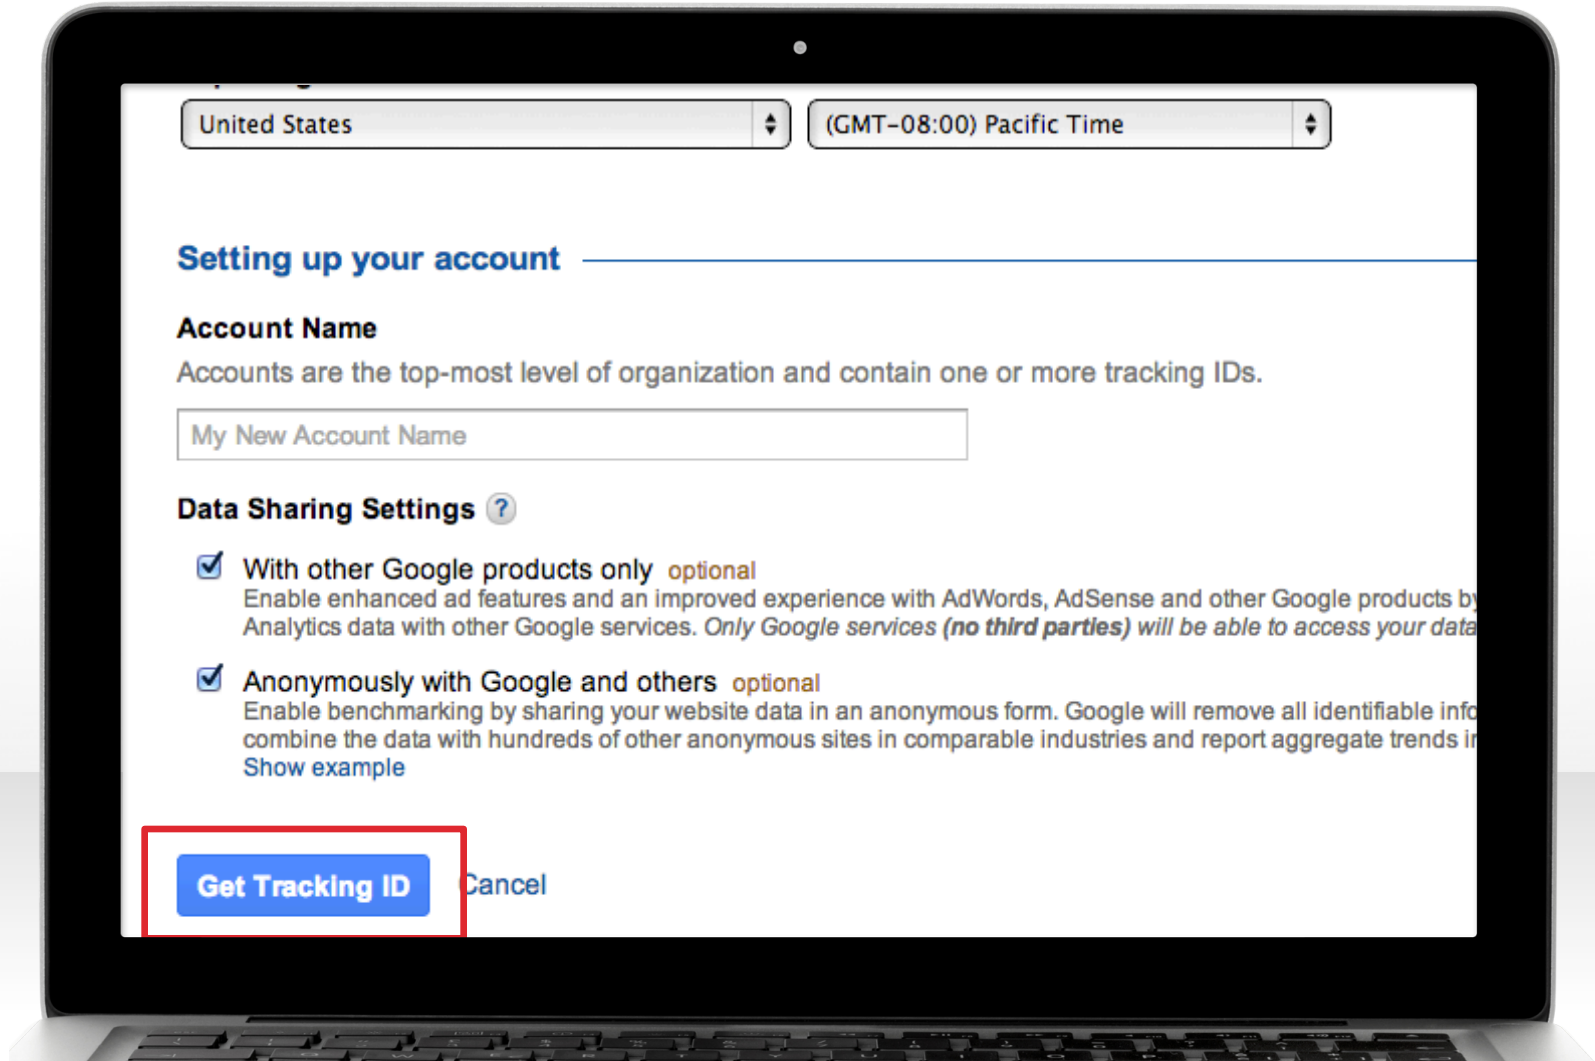 United States
(GMT-08:00) Pacific Time
Setting up your account
Account Name
Accounts are the top-most level of organization and contain one or more tracking IDs.
My New Account Name
Data Sharing Settings ?
With other Google products only optional
Enable enhanced ad features and an improved experience with AdWords, AdSense and other Google products by
Analytics data with other Google services. Only Google services (no third parties) will be able to access your data
Anonymously with Google and others optional
Enable benchmarking by sharing your website data in an anonymous form. Google will remove all identifiable
combine the data with hundreds of other anonymous sites in comparable industries and report aggregate trends
Show example
Get Tracking ID
Cancel